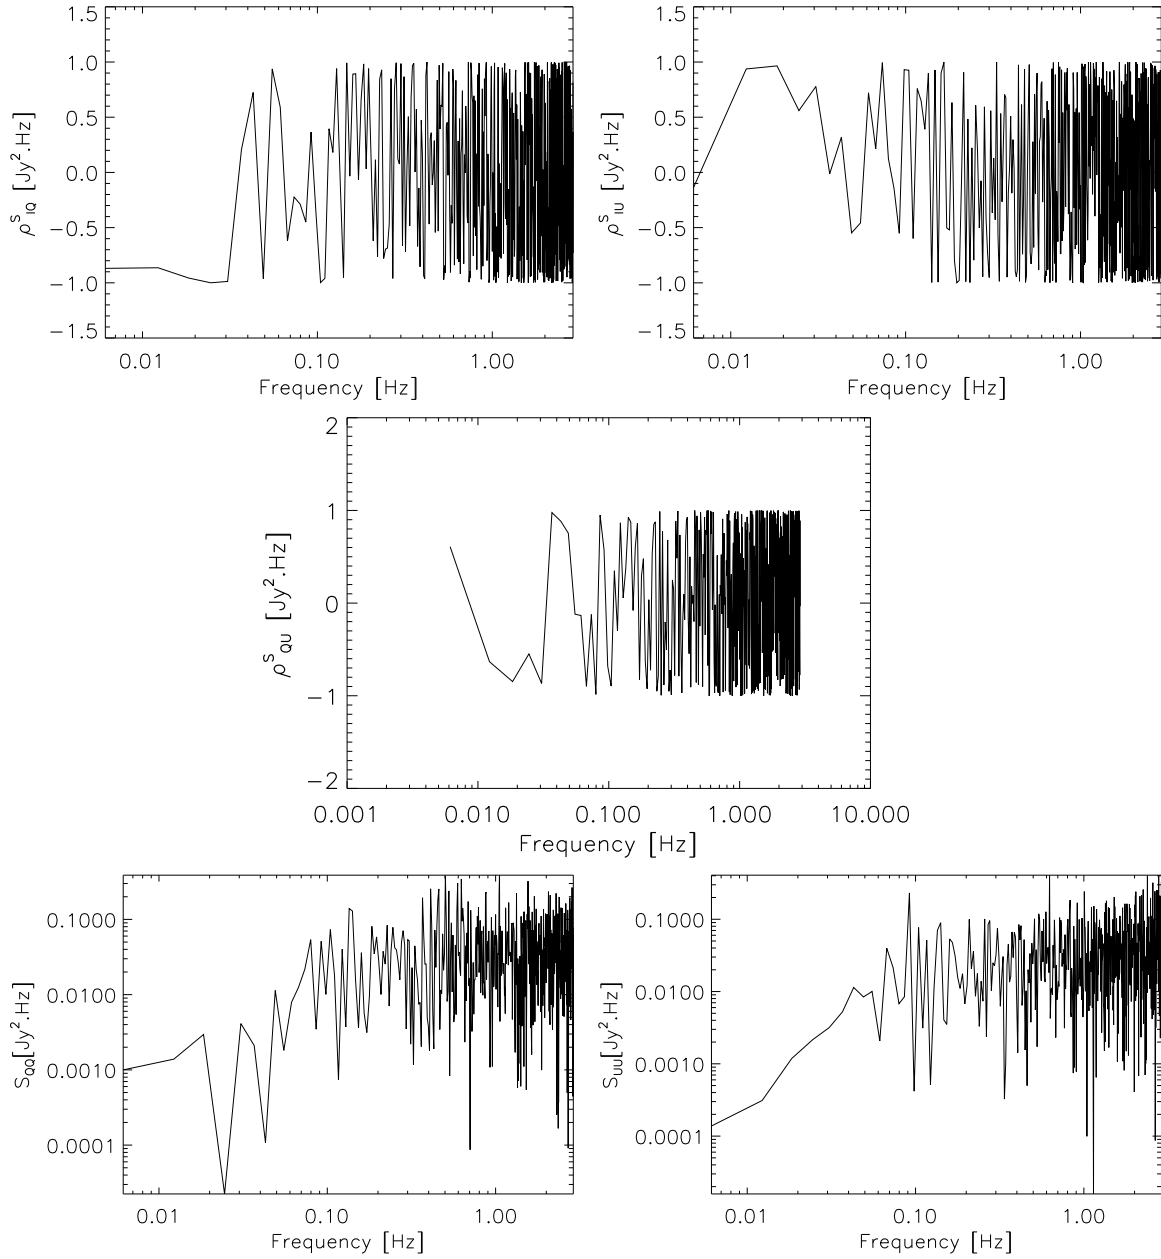 1.5
1.0
0.5
0.0
−0.5
−1.0
−1.5
ρ^S_IQ [Jy².Hz]
0.01 0.10 1.00
Frequency [Hz]
1.5
1.0
0.5
0.0
−0.5
−1.0
−1.5
ρ^S_IU [Jy².Hz]
0.01 0.10 1.00
Frequency [Hz]
2
1
0
−1
−2
ρ^S_QU [Jy².Hz]
0.001 0.010 0.100 1.000 10.000
Frequency [Hz]
0.1000
0.0100
0.0010
0.0001
S_QQ[Jy².Hz]
0.01 0.10 1.00
Frequency [Hz]
0.1000
0.0100
0.0010
0.0001
S_UU[Jy².Hz]
0.01 0.10 1.00
Frequency [Hz]